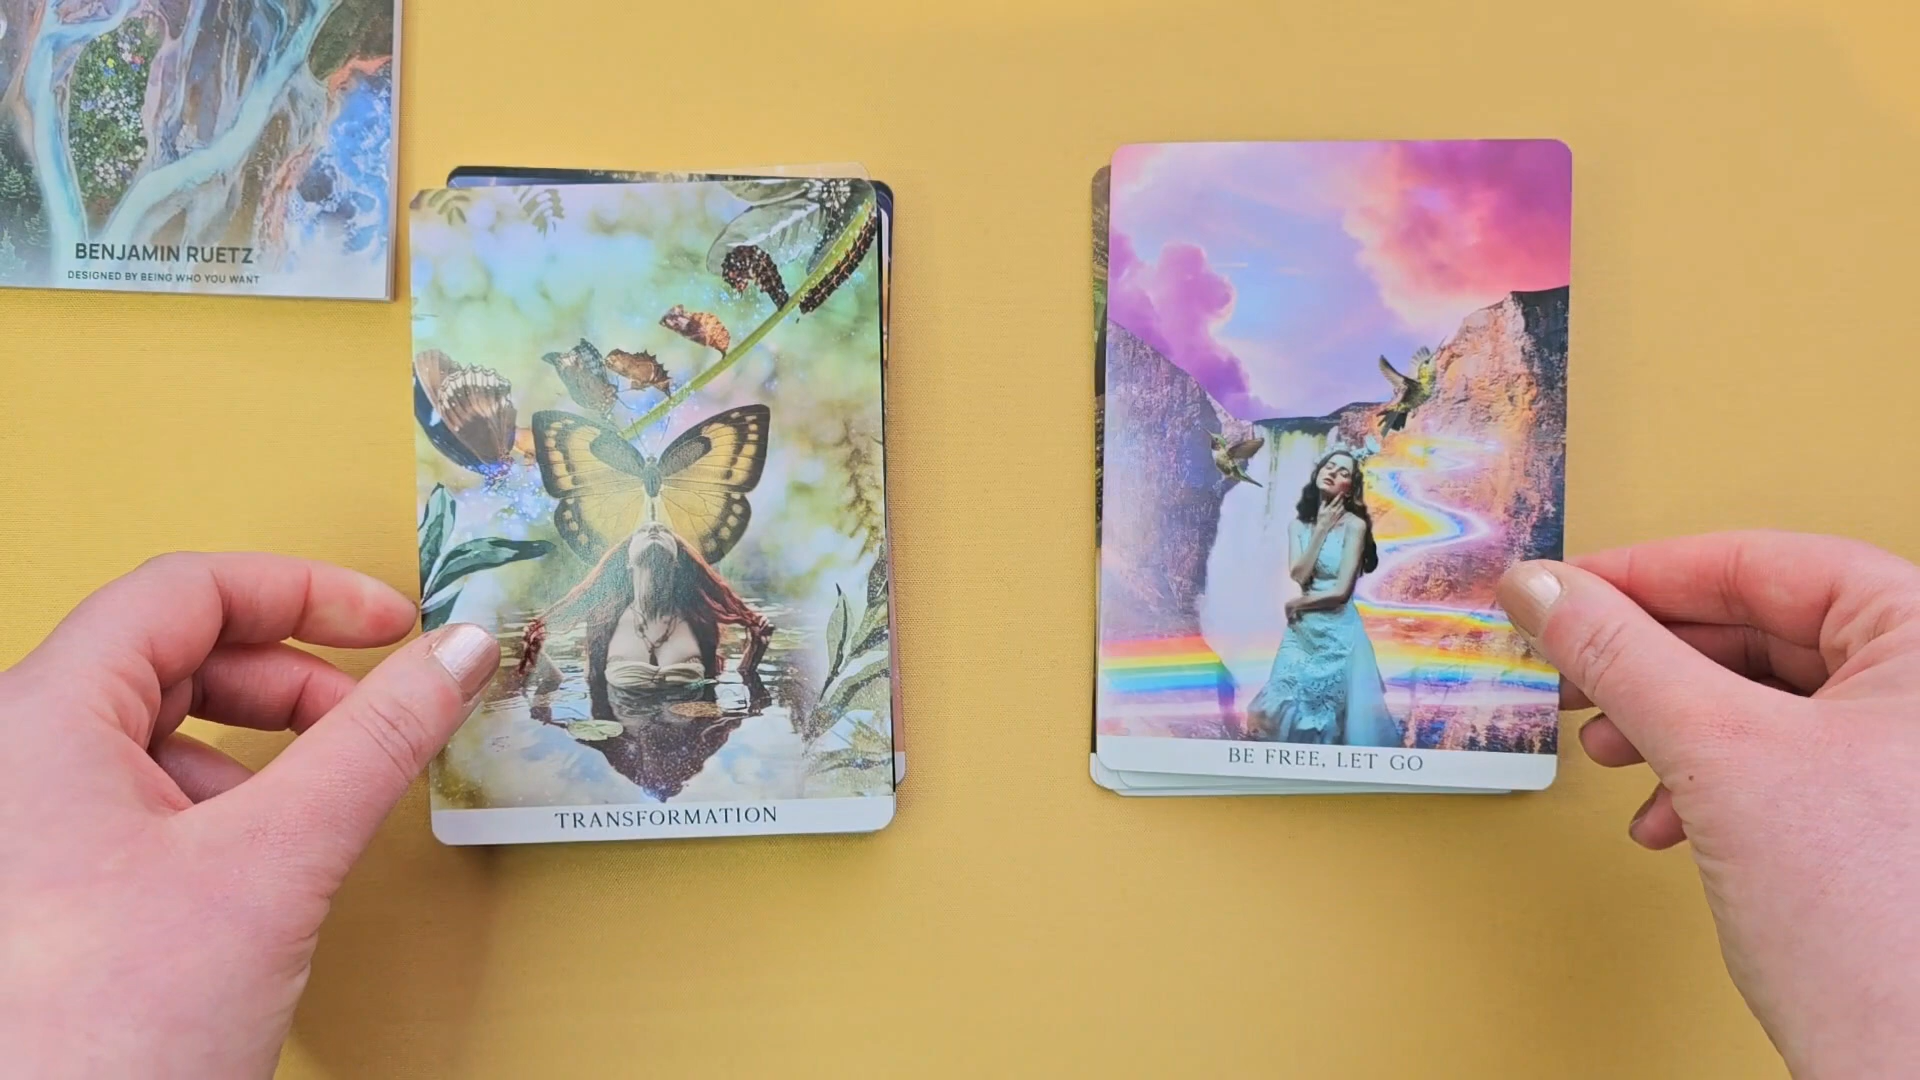 BENJAMIN RUETZ
DESIGNED BY BEING WHO YOU WANT
TRANSFORMATION
BE FREE, LET GO